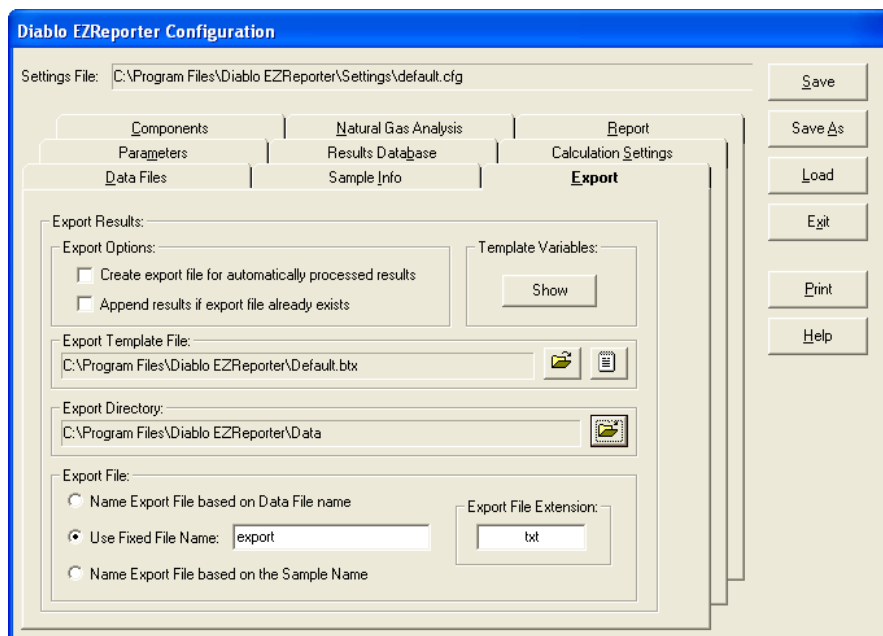 Diablo EZReporter Configuration
Settings File: C:\Program Files\Diablo EZReporter\Settings\default.cfg
Save
Save As
Load
Exit
Print
Help
Components Natural Gas Analysis Report
Parameters Results Database Calculation Settings
Data Files Sample Info Export
Export Results:
Export Options:
Create export file for automatically processed results
Append results if export file already exists
Template Variables:
Show
Export Template File:
C:\Program Files\Diablo EZReporter\Default.btx
Export Directory:
C:\Program Files\Diablo EZReporter\Data
Export File:
Name Export File based on Data File name
Use Fixed File Name: export
Name Export File based on the Sample Name
Export File Extension:
txt